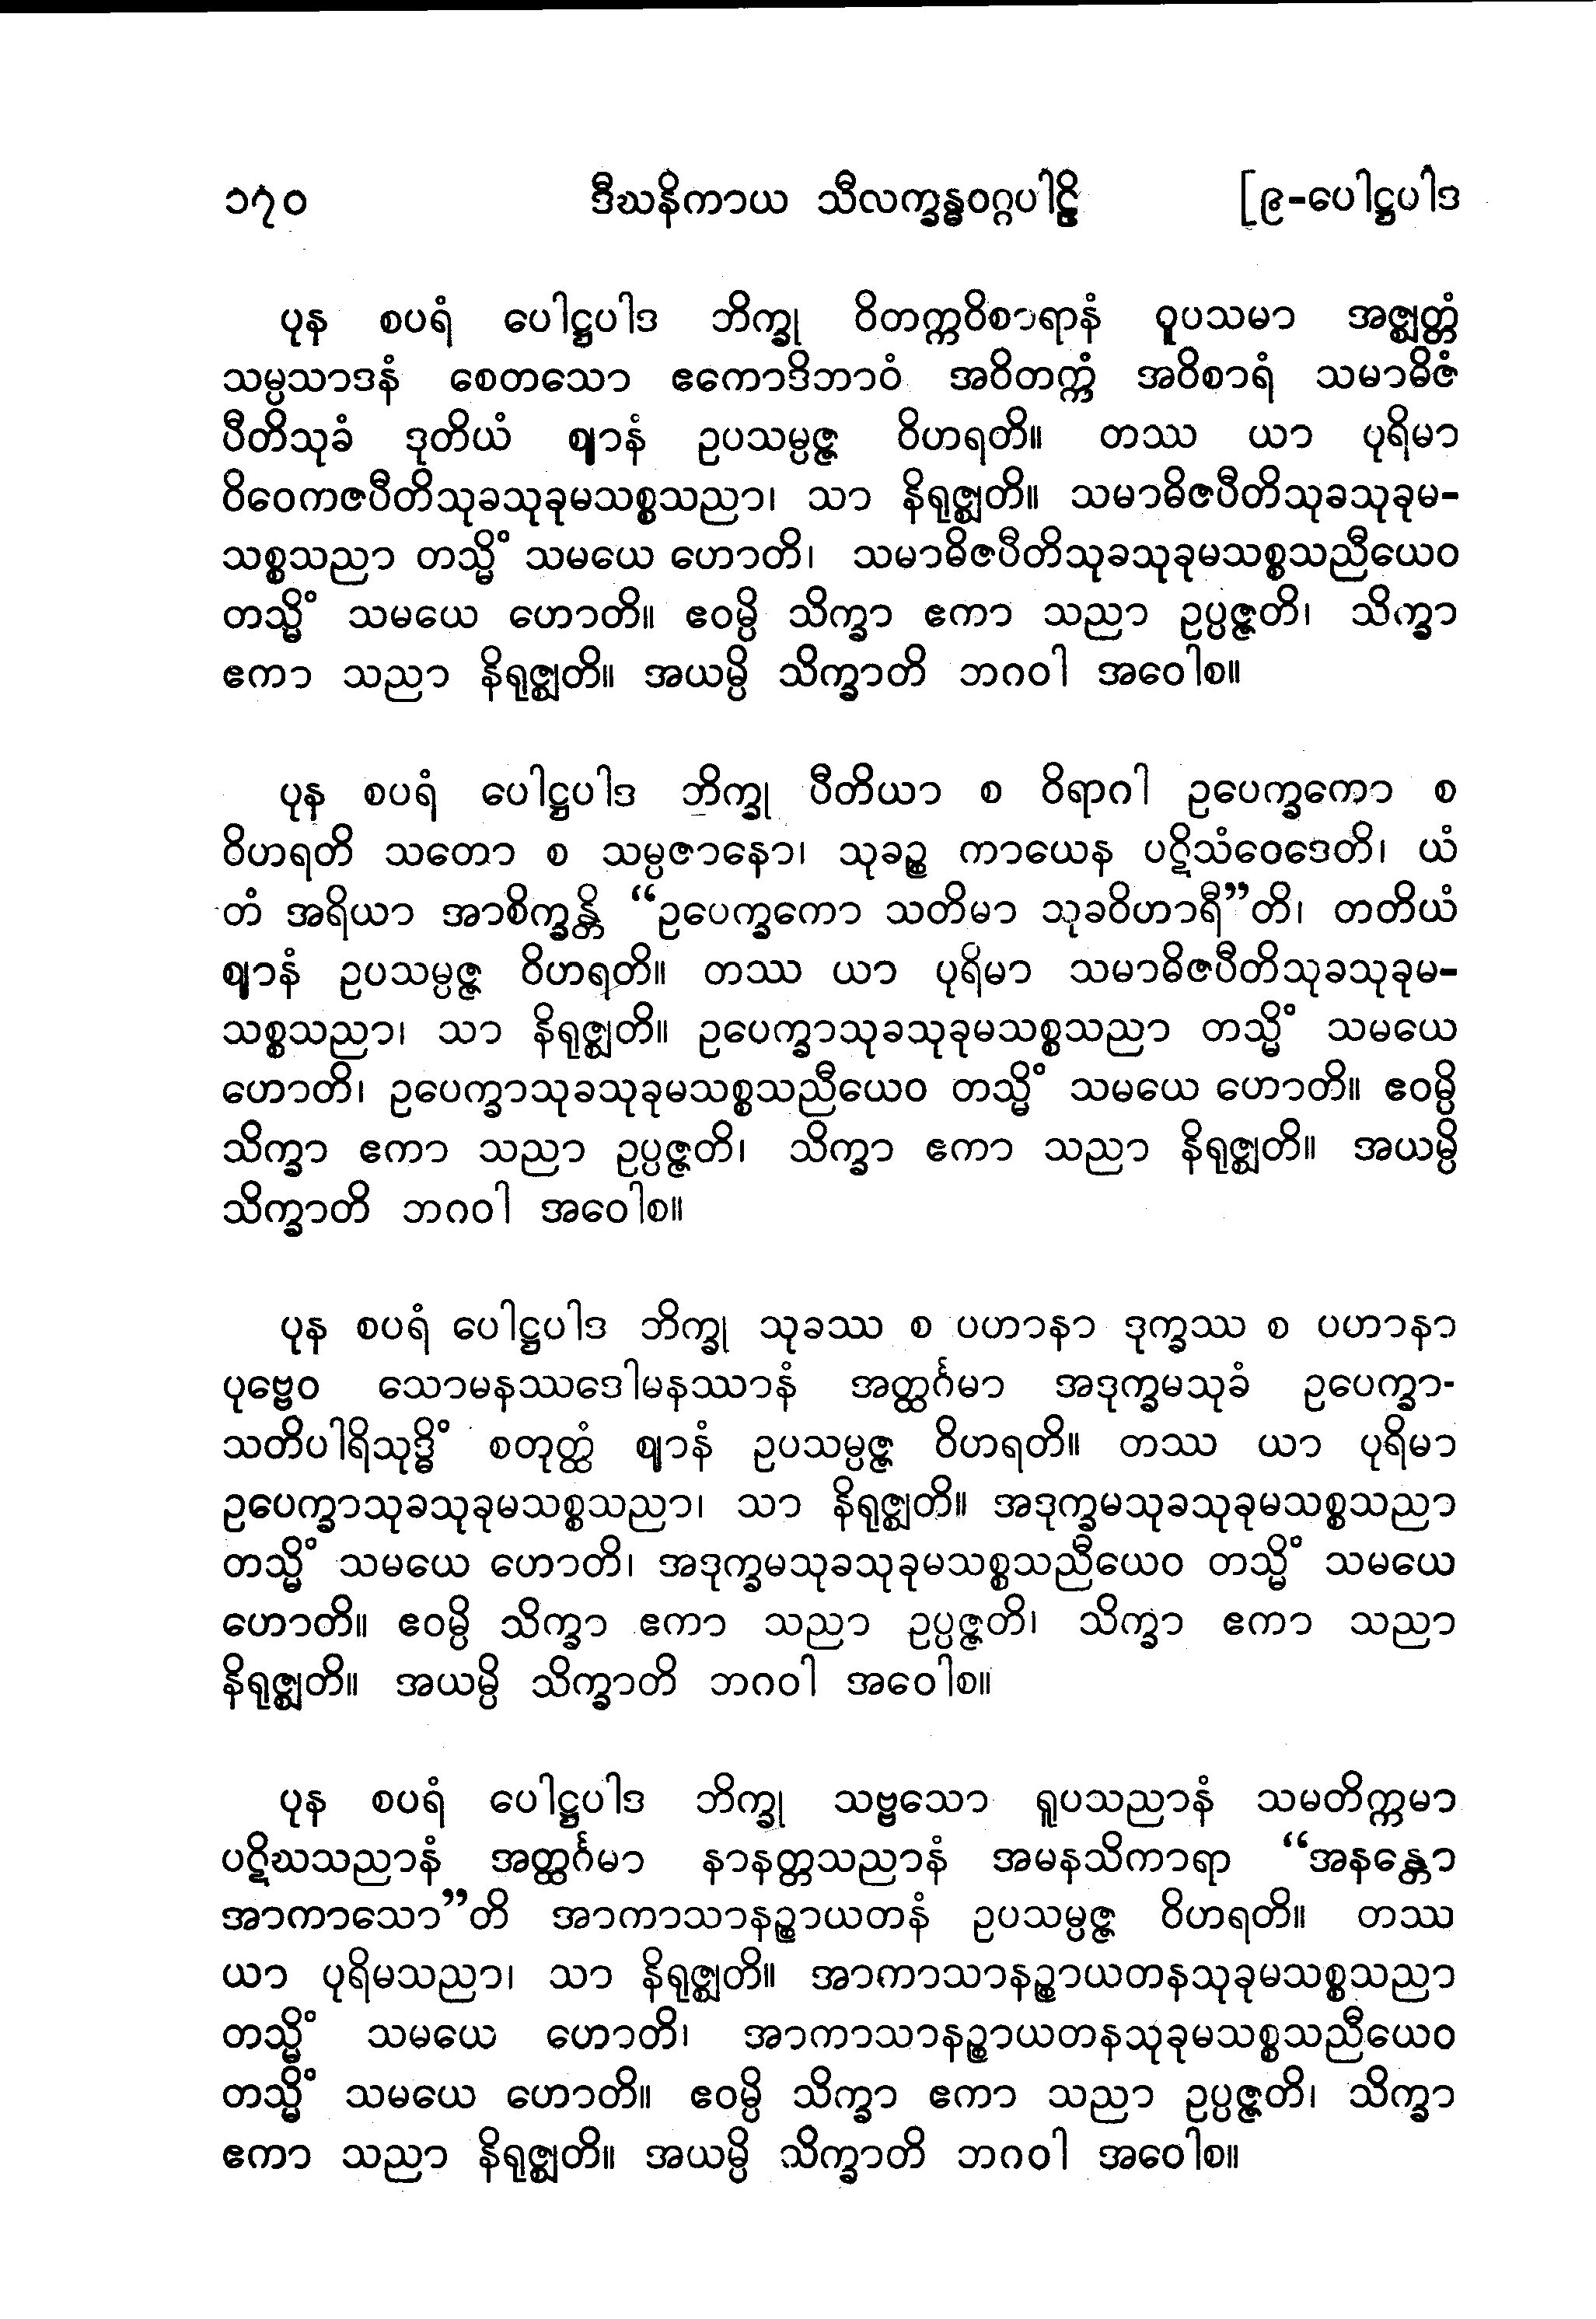 ၁၇၀ ဒီဃနိကာယ သီလက္ခန္ဓဝဂ္ဂပါဠိ [၉-ပေါဋ္ဌပါဒ
ပုန စပရံ ပေါဋ္ဌပါဒ ဘိက္ခု ဝိတက္ကဝိစာရာနံ ဝူပသမာ အဇ္ဈတ္တံ
သမ္ပသာဒနံ စေတသော ဧကောဒိဘာဝံ အဝိတက္ကံ အဝိစာရံ သမာဓိဇံ
ပီတိသုခံ ဒုတိယံ ဈာနံ ဥပသမ္ပဇ္ဇ ဝိဟရတိ။ တဿ ယာ ပုရိမာ
ဝိဝေကဇပီတိသုခသုခုမသစ္စသညာ၊ သာ နိရုဇ္ဈတိ။ သမာဓိဇပီတိသုခသုခုမ-
သစ္စသညာ တသ္မိံ သမယေ ဟောတိ၊ သမာဓိဇပီတိသုခသုခုမသစ္စသညီယေဝ
တသ္မိံ သမယေ ဟောတိ။ ဧဝမ္ပိ သိက္ခာ ဧကာ သညာ ဥပ္ပဇ္ဇတိ၊ သိက္ခာ
ဧကာ သညာ နိရုဇ္ဈတိ။ အယမ္ပိ သိက္ခာတိ ဘဂဝါ အဝေါစ။
ပုန စပရံ ပေါဋ္ဌပါဒ ဘိက္ခု ပီတိယာ စ ဝိရာဂါ ဥပေက္ခကော စ
ဝိဟရတိ သတော စ သမ္ပဇာနော၊ သုခဉ္စ ကာယေန ပဋိသံဝေဒေတိ၊ ယံ
တံ အရိယာ အာစိက္ခန္တိ “ဥပေက္ခကော သတိမာ သုခဝိဟာရီ”တိ၊ တတိယံ
ဈာနံ ဥပသမ္ပဇ္ဇ ဝိဟရတိ။ တဿ ယာ ပုရိမာ သမာဓိဇပီတိသုခသုခုမ-
သစ္စသညာ၊ သာ နိရုဇ္ဈတိ။ ဥပေက္ခာသုခသုခုမသစ္စသညာ တသ္မိံ သမယေ
ဟောတိ၊ ဥပေက္ခာသုခသုခုမသစ္စသညီယေဝ တသ္မိံ သမယေ ဟောတိ။ ဧဝမ္ပိ
သိက္ခာ ဧကာ သညာ ဥပ္ပဇ္ဇတိ၊ သိက္ခာ ဧကာ သညာ နိရုဇ္ဈတိ။ အယမ္ပိ
သိက္ခာတိ ဘဂဝါ အဝေါစ။
ပုန စပရံ ပေါဋ္ဌပါဒ ဘိက္ခု သုခဿ စ ပဟာနာ ဒုက္ခဿ စ ပဟာနာ
ပုဗ္ဗေဝ သောမနဿဒေါမနဿာနံ အတ္ထင်္ဂမာ အဒုက္ခမသုခံ ဥပေက္ခာ-
သတိပါရိသုဒ္ဓိံ စတုတ္ထံ ဈာနံ ဥပသမ္ပဇ္ဇ ဝိဟရတိ။ တဿ ယာ ပုရိမာ
ဥပေက္ခာသုခသုခုမသစ္စသညာ၊ သာ နိရုဇ္ဈတိ။ အဒုက္ခမသုခသုခုမသစ္စသညာ
တသ္မိံ သမယေ ဟောတိ၊ အဒုက္ခမသုခသုခုမသစ္စသညီယေဝ တသ္မိံ သမယေ
ဟောတိ။ ဧဝမ္ပိ သိက္ခာ ဧကာ သညာ ဥပ္ပဇ္ဇတိ၊ သိက္ခာ ဧကာ သညာ
နိရုဇ္ဈတိ။ အယမ္ပိ သိက္ခာတိ ဘဂဝါ အဝေါစ။
ပုန စပရံ ပေါဋ္ဌပါဒ ဘိက္ခု သဗ္ဗသော ရူပသညာနံ သမတိက္ကမာ
ပဋိဃသညာနံ အတ္ထင်္ဂမာ နာနတ္တသညာနံ အမနသိကာရာ “အနန္တော
အာကာသော”တိ အာကာသာနဉ္စာယတနံ ဥပသမ္ပဇ္ဇ ဝိဟရတိ။ တဿ
ယာ ပုရိမသညာ၊ သာ နိရုဇ္ဈတိ။ အာကာသာနဉ္စာယတနသုခုမသစ္စသညာ
တသ္မိံ သမယေ ဟောတိ၊ အာကာသာနဉ္စာယတနသုခုမသစ္စသညီယေဝ
တသ္မိံ သမယေ ဟောတိ။ ဧဝမ္ပိ သိက္ခာ ဧကာ သညာ ဥပ္ပဇ္ဇတိ၊ သိက္ခာ
ဧကာ သညာ နိရုဇ္ဈတိ။ အယမ္ပိ သိက္ခာတိ ဘဂဝါ အဝေါစ။